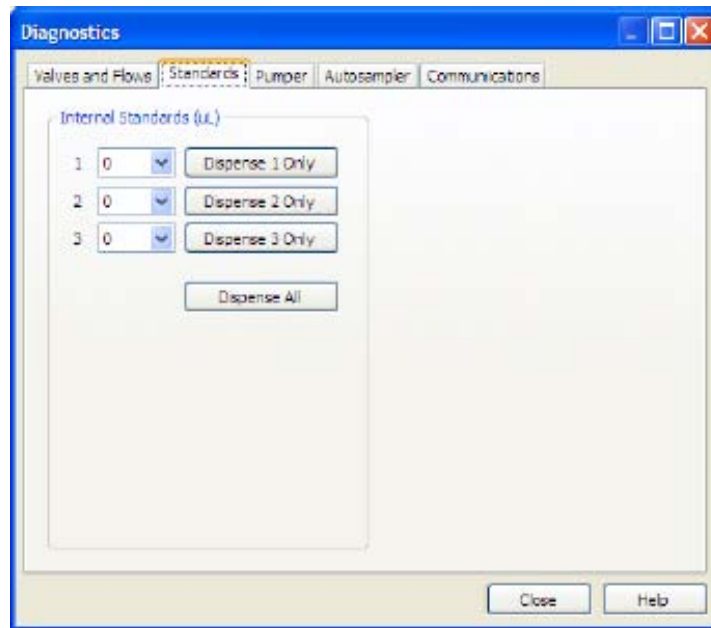 Diagnostics
Valves and Flows Standards Pumper Autosampler Communications
Internal Standards (uL)
1 0 Dispense 1 Only
2 0 Dispense 2 Only
3 0 Dispense 3 Only
Dispense All
Close Help